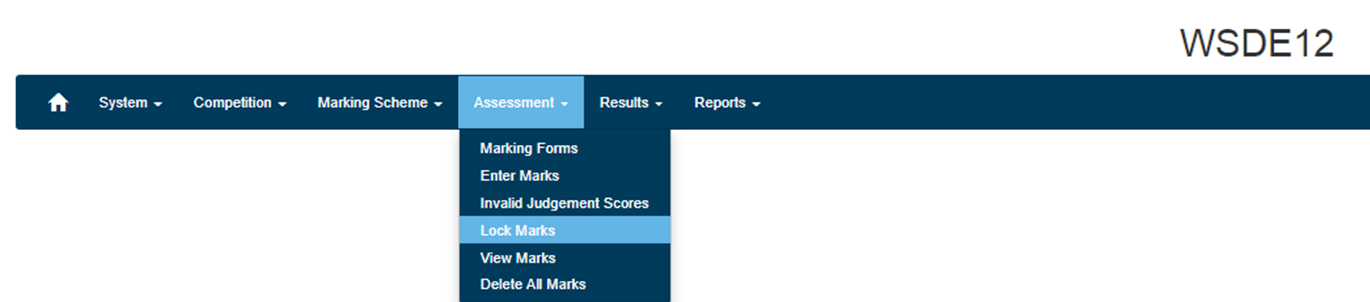 WSDE12
System Competition Marking Scheme Assessment Results Reports
Marking Forms
Enter Marks
Invalid Judgement Scores
Lock Marks
View Marks
Delete All Marks